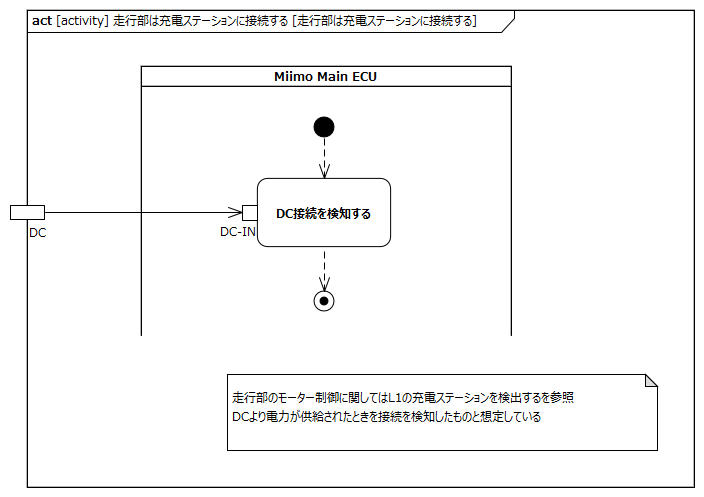 act [activity] 走行部は充電ステーションに接続する [走行部は充電ステーションに接続する]
Miimo Main ECU
DC接続を検知する
DC
DC-IN
走行部のモーター制御に関してはL1の充電ステーションを検出するを参照
DCより電力が供給されたときを接続を検知したものと想定している